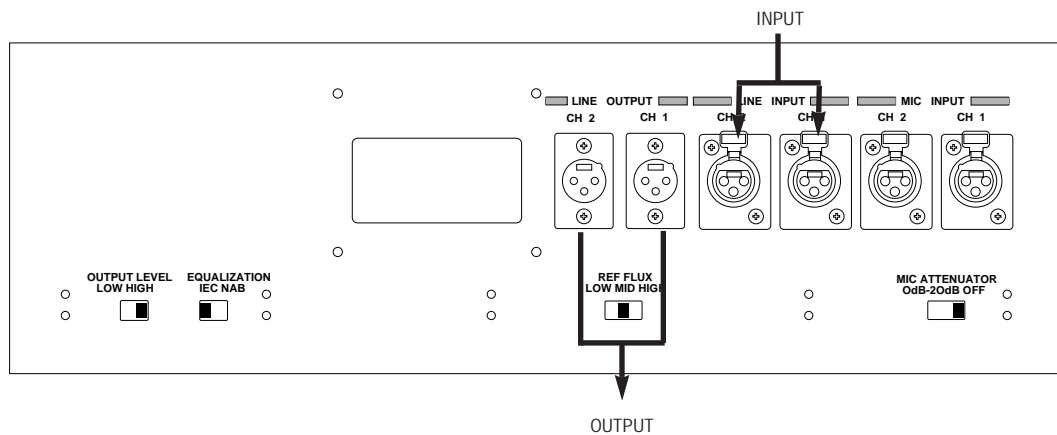 INPUT
LINE OUTPUT LINE INPUT MIC INPUT
CH 2 CH 1 CH 2 CH 1 CH 2 CH 1
OUTPUT LEVEL
LOW HIGH
EQUALIZATION
IEC NAB
REF FLUX
LOW MID HIGH
MIC ATTENUATOR
OdB-2OdB OFF
OUTPUT